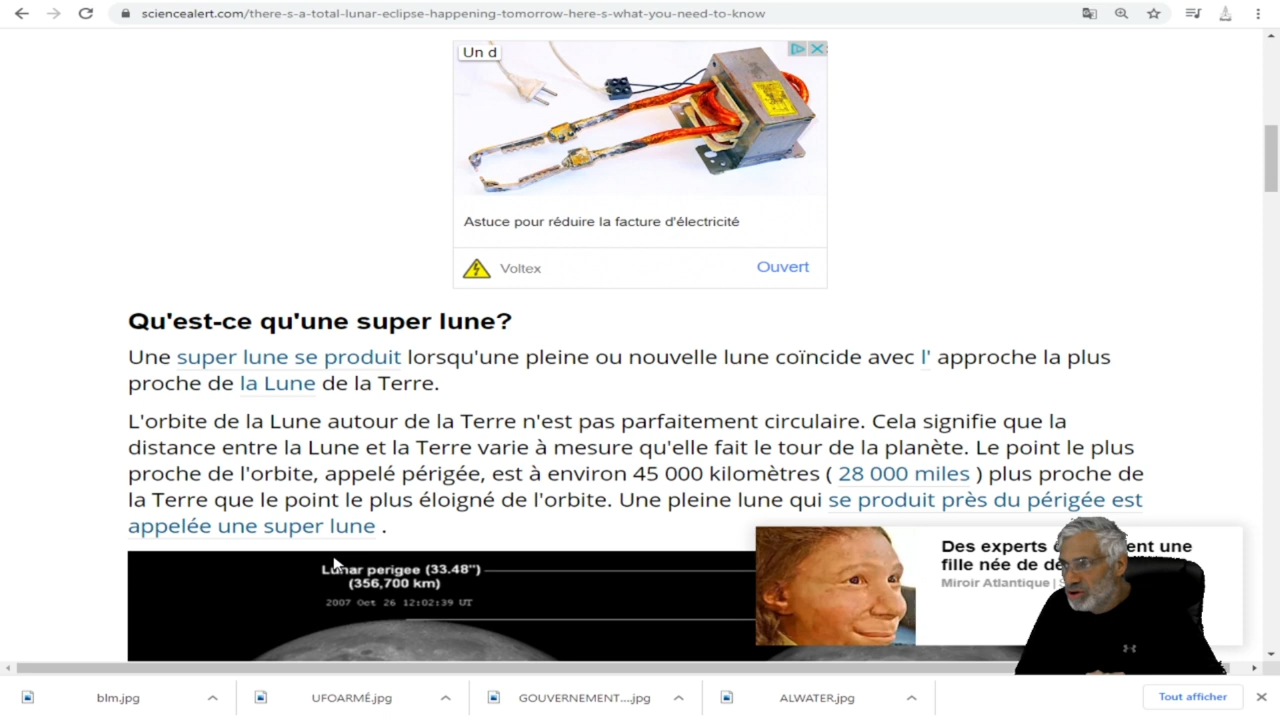 sciencealert.com/there-s-a-total-lunar-eclipse-happening-tomorrow-here-s-what-you-need-to-know
Un d
Astuce pour réduire la facture d'électricité
Voltex
Ouvert
Qu'est-ce qu'une super lune?
Une super lune se produit lorsqu'une pleine ou nouvelle lune coïncide avec l' approche la plus
proche de la Lune de la Terre.
L'orbite de la Lune autour de la Terre n'est pas parfaitement circulaire. Cela signifie que la
distance entre la Lune et la Terre varie à mesure qu'elle fait le tour de la planète. Le point le plus
proche de l'orbite, appelé périgée, est à environ 45 000 kilomètres ( 28 000 miles ) plus proche de
la Terre que le point le plus éloigné de l'orbite. Une pleine lune qui se produit près du périgée est
appelée une super lune .
Lunar perigee (33.48")
(356,700 km)
2007 Oct 26 12:02:39 UT
Des experts ent une
fille née de
Miroir Atlantique |
blm.jpg
UFOARMÉ.jpg
GOUVERNEMENT....jpg
ALWATER.jpg
Tout afficher